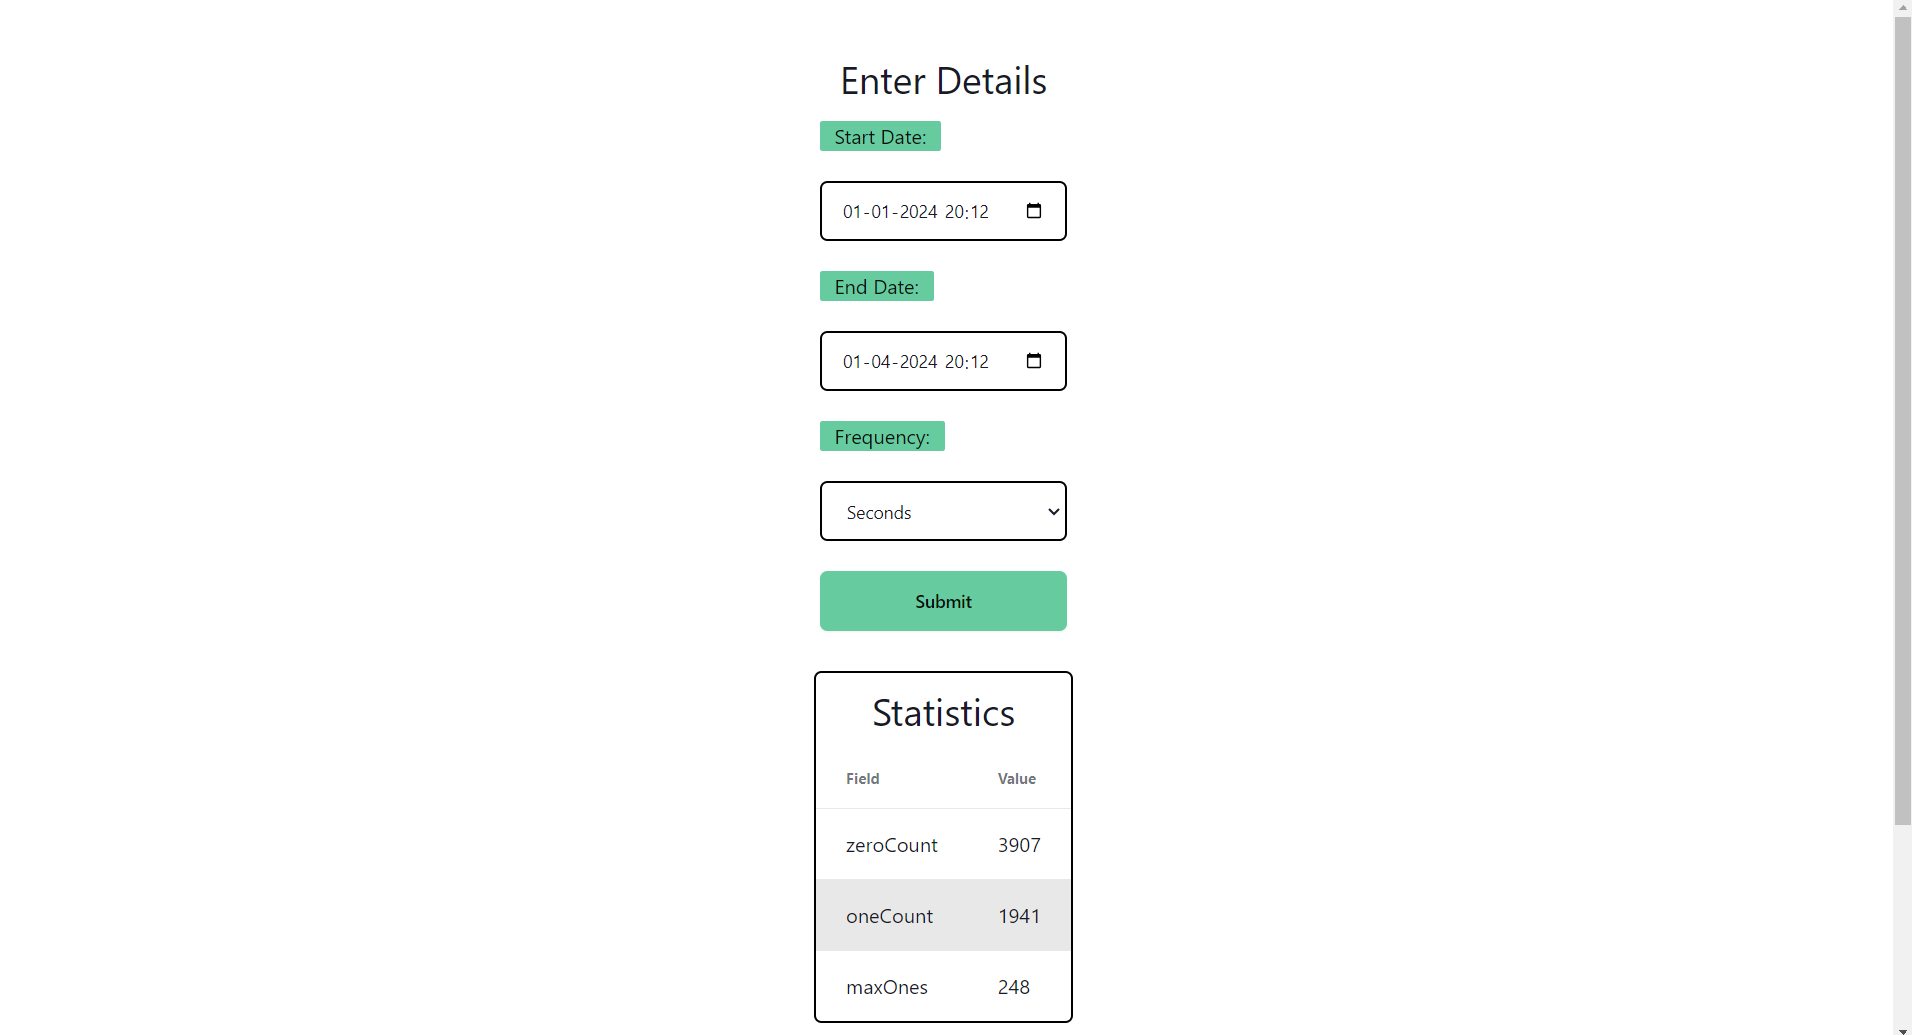 Enter Details
Start Date:
01-01-2024 20:12
End Date:
01-04-2024 20:12
Frequency:
Seconds
Submit
Statistics
Field Value
zeroCount 3907
oneCount 1941
maxOnes 248